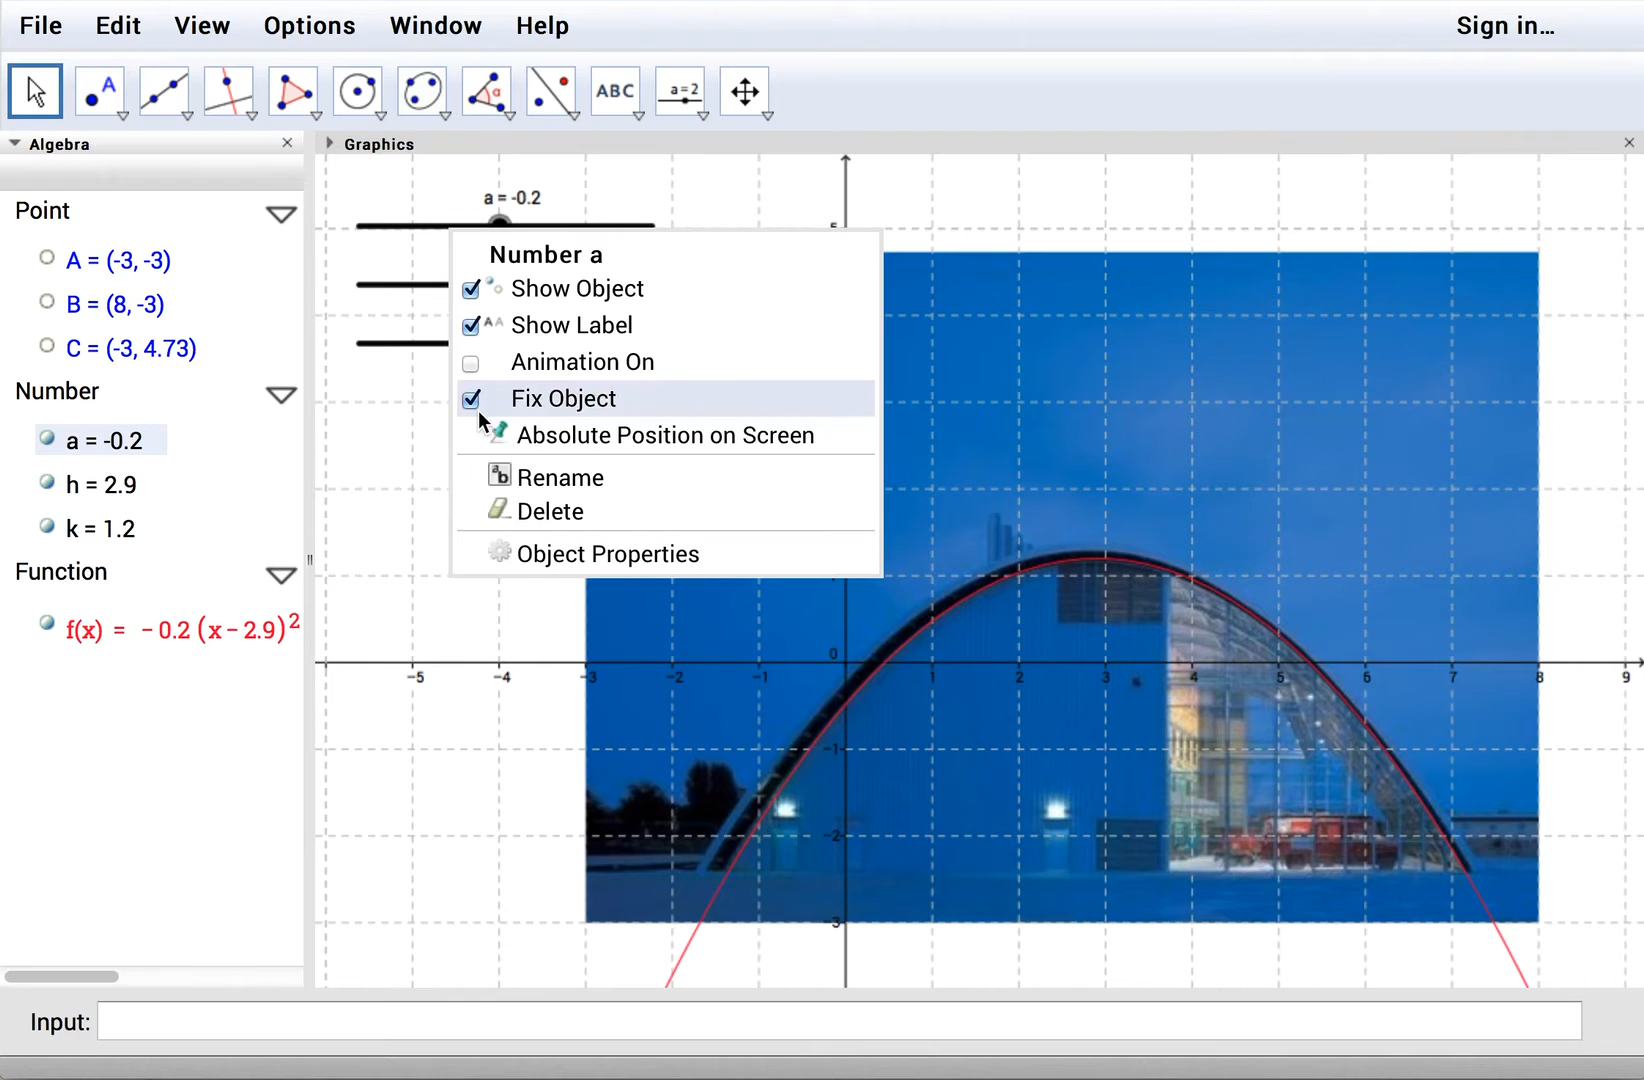 File Edit View Options Window Help Sign in...
A α ABC a=2
Algebra Graphics
Point
A = (-3, -3)
B = (8, -3)
C = (-3, 4.73)
Number
a = -0.2
h = 2.9
k = 1.2
Function
f(x) = -0.2 (x - 2.9)2
a = -0.2
Number a
Show Object
AA Show Label
Animation On
Fix Object
Absolute Position on Screen
ab Rename
Delete
Object Properties
5
0
-5 -4 -3 -2 -1 1 2 3 4 5 6 7 8 9
-1
-2
-3
Input: